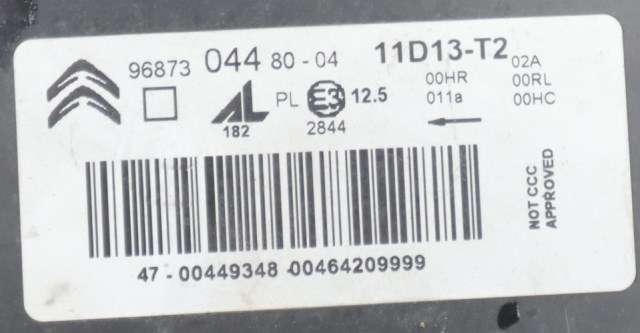 96873 044 80 - 04 11D13-T2 02A
00HR 00RL
AL PL E3 12.5 011a 00HC
182 2844
NOT CCC
APPROVED
47 - 00449348 - 00464209999